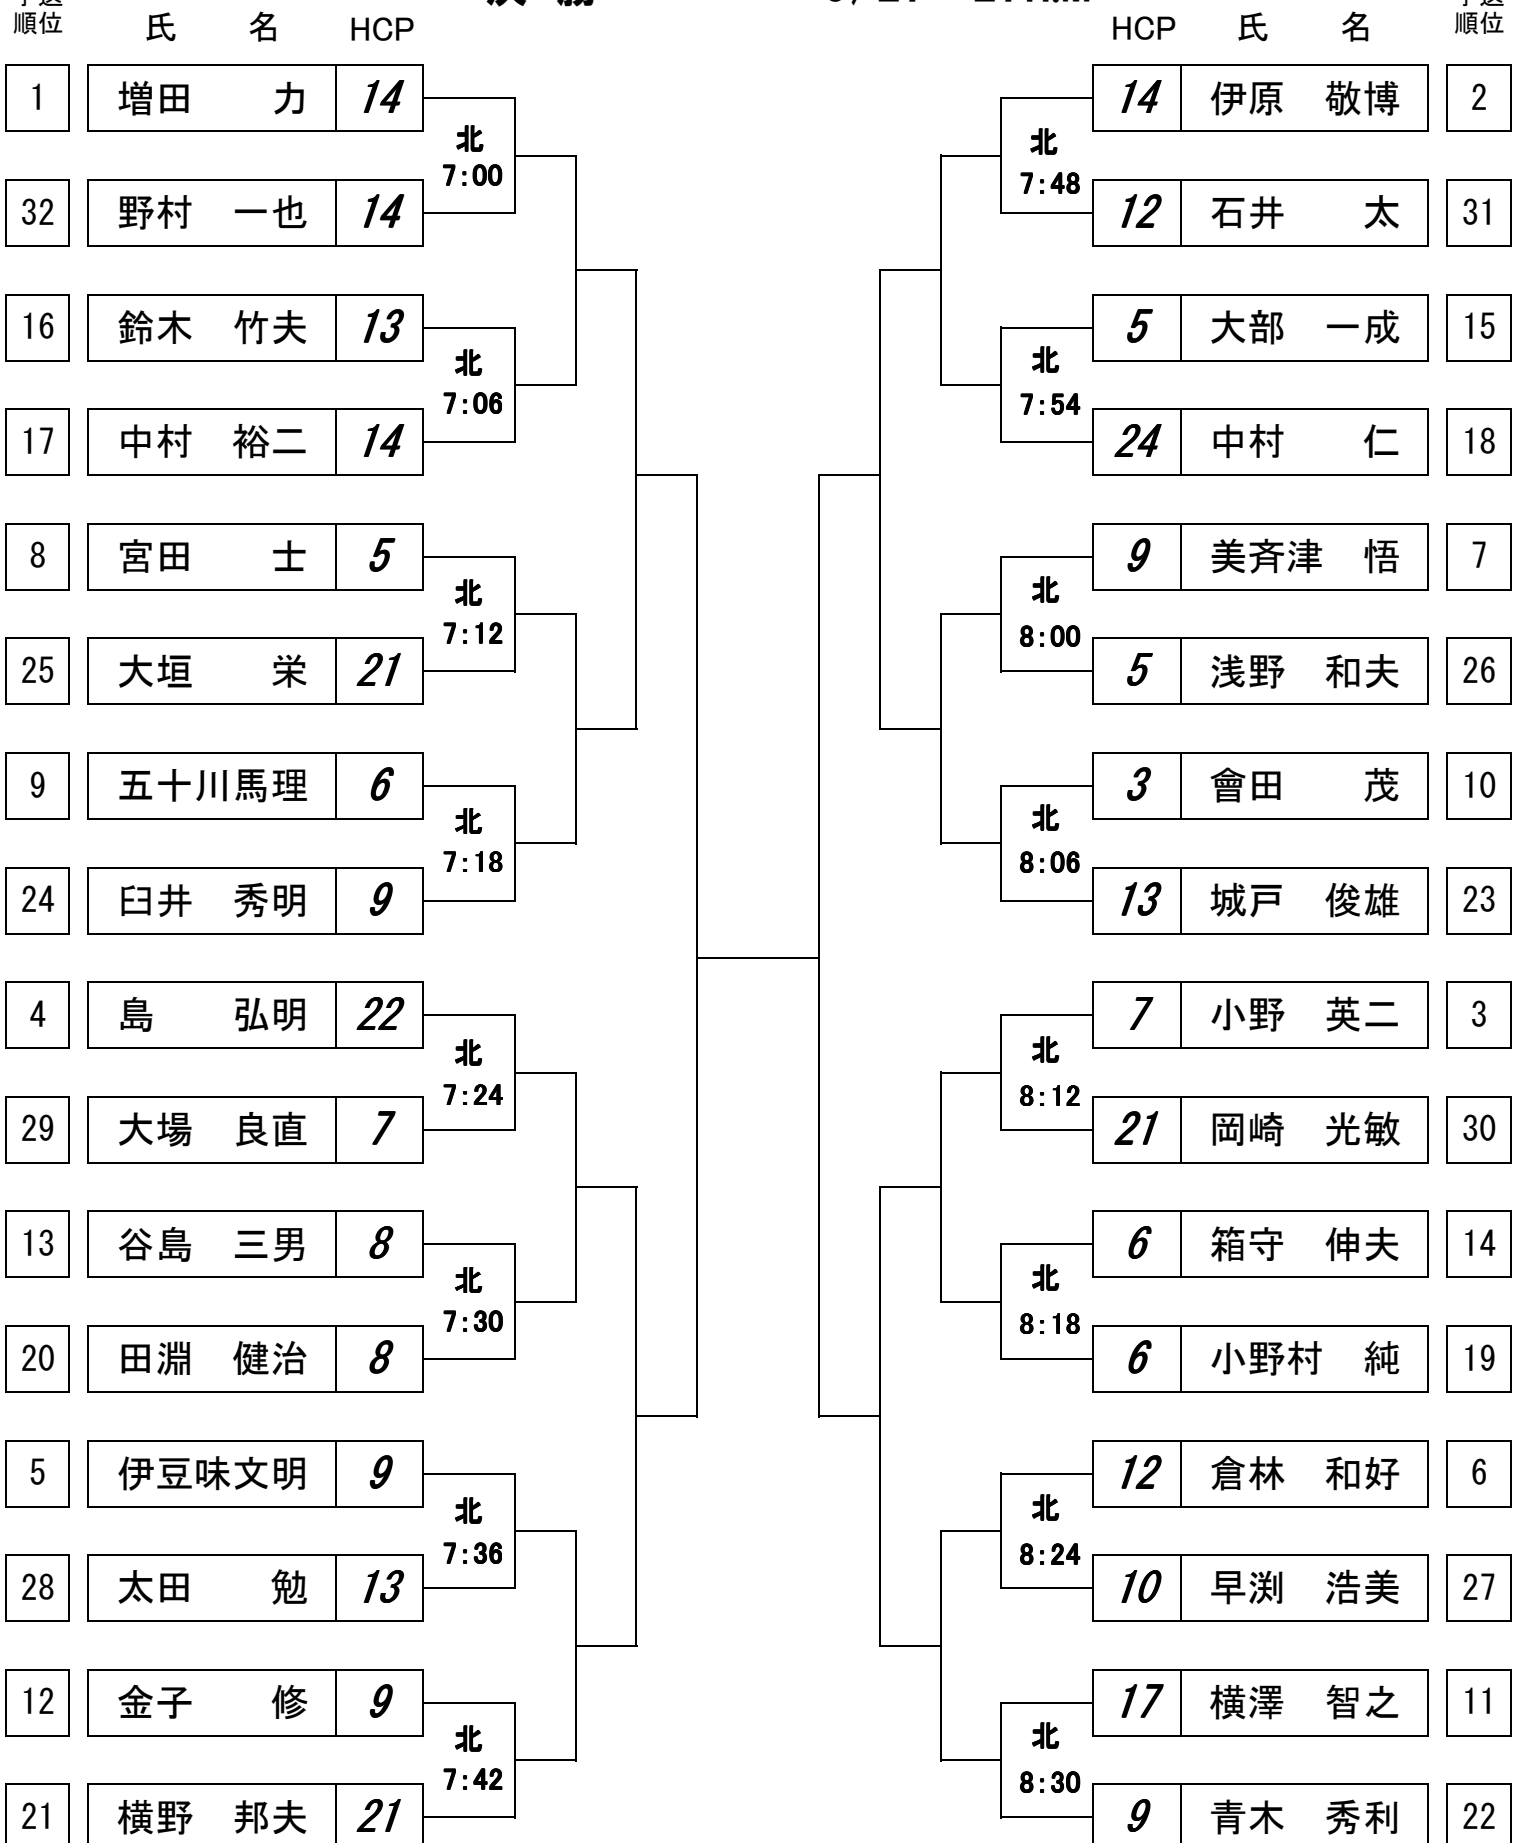 順位 氏 名 HCP HCP 氏 名 順位
1 増田 力 14 14 伊原 敬博 2
北 7:00 北 7:48
32 野村 一也 14 12 石井 太 31
16 鈴木 竹夫 13 5 大部 一成 15
北 7:06 北 7:54
17 中村 裕二 14 24 中村 仁 18
8 宮田 士 5 9 美斉津 悟 7
北 7:12 北 8:00
25 大垣 栄 21 5 浅野 和夫 26
9 五十川馬理 6 3 會田 茂 10
北 7:18 北 8:06
24 臼井 秀明 9 13 城戸 俊雄 23
4 島 弘明 22 7 小野 英二 3
北 7:24 北 8:12
29 大場 良直 7 21 岡崎 光敏 30
13 谷島 三男 8 6 箱守 伸夫 14
北 7:30 北 8:18
20 田淵 健治 8 6 小野村 純 19
5 伊豆味文明 9 12 倉林 和好 6
北 7:36 北 8:24
28 太田 勉 13 10 早渕 浩美 27
12 金子 修 9 17 横澤 智之 11
北 7:42 北 8:30
21 横野 邦夫 21 9 青木 秀利 22